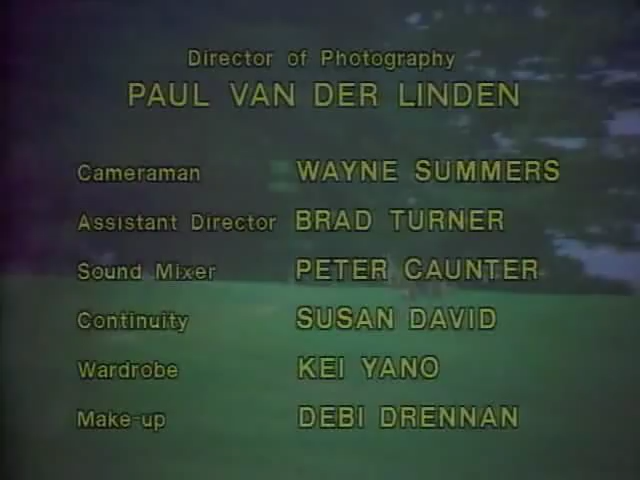 Director of Photography
PAUL VAN DER LINDEN
Cameraman WAYNE SUMMERS
Assistant Director BRAD TURNER
Sound Mixer PETER CAUNTER
Continuity SUSAN DAVID
Wardrobe KEI YANO
Make-up DEBI DRENNAN